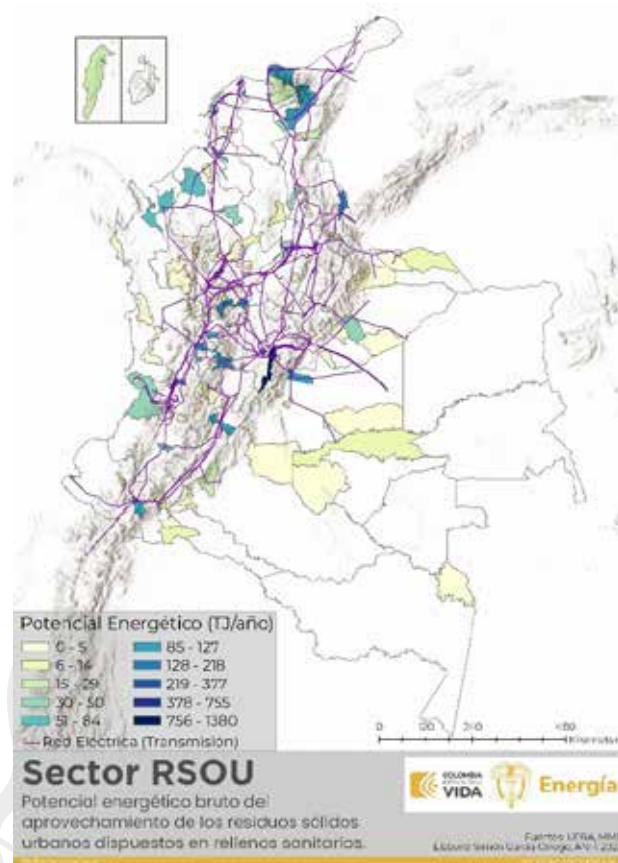 Potencial Energético (TJ/año)
0 - 5
6 - 14
15 - 29
30 - 50
51 - 84
85 - 127
128 - 218
219 - 377
378 - 755
756 - 1380
Red Eléctrica (Transmisión)
Sector RSOU
Potencial energético bruto del
aprovechamiento de los residuos sólidos
urbanos dispuestos en rellenos sanitarios.
COLOMBIA
VIDA
Energía
Fuentes: UPRA,